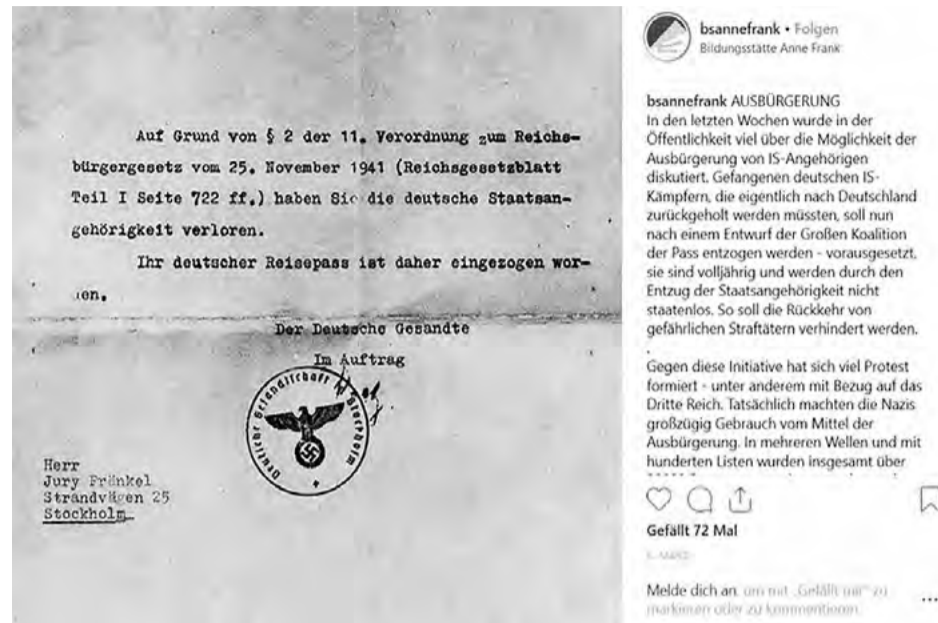 Auf Grund von § 2 der 11. Verordnung zum Reichs-
bürgergesetz vom 25. November 1941 (Reichsgesetzblatt
Teil I Seite 722 ff.) haben Sie die deutsche Staatsan-
gehörigkeit verloren.
Ihr deutscher Reisepass ist daher eingezogen wor-
en.
Der Deutsche Gesandte
Im Auftrag
Deutsche Gesandtschaft Stockholm
Herr
Jury Fränkel
Strandvägen 25
Stockholm
bsannefrank • Folgen
Bildungsstätte Anne Frank
bsannefrank AUSBÜRGERUNG
In den letzten Wochen wurde in der
Öffentlichkeit viel über die Möglichkeit der
Ausbürgerung von IS-Angehörigen
diskutiert. Gefangenen deutschen IS-
Kämpfern, die eigentlich nach Deutschland
zurückgeholt werden müssten, soll nun
nach einem Entwurf der Großen Koalition
der Pass entzogen werden - vorausgesetzt,
sie sind volljährig und werden durch den
Entzug der Staatsangehörigkeit nicht
staatenlos. So soll die Rückkehr von
gefährlichen Straftätern verhindert werden.
.
Gegen diese Initiative hat sich viel Protest
formiert - unter anderem mit Bezug auf das
Dritte Reich. Tatsächlich machten die Nazis
großzügig Gebrauch vom Mittel der
Ausbürgerung. In mehreren Wellen und mit
hunderten Listen wurden insgesamt über
Gefällt 72 Mal
Melde dich an, um mit „Gefällt mir" zu
markieren oder zu kommentieren.